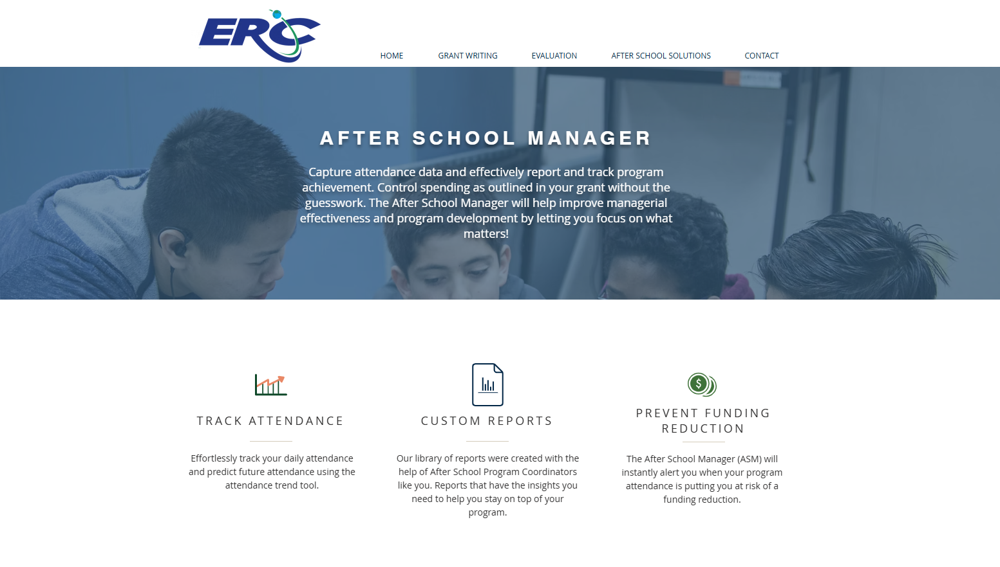 ERC
HOME
GRANT WRITING
EVALUATION
AFTER SCHOOL SOLUTIONS
CONTACT
AFTER SCHOOL MANAGER
Capture attendance data and effectively report and track program
achievement. Control spending as outlined in your grant without the
guesswork. The After School Manager will help improve managerial
effectiveness and program development by letting you focus on what
matters!
TRACK ATTENDANCE
Effortlessly track your daily attendance
and predict future attendance using the
attendance trend tool.
CUSTOM REPORTS
Our library of reports were created with the
help of After School Program Coordinators
like you. Reports that have the insights you
need to help you stay on top of your
program.
$
PREVENT FUNDING
REDUCTION
The After School Manager (ASM) will
instantly alert you when your program
attendance is putting you at risk of a
funding reduction.